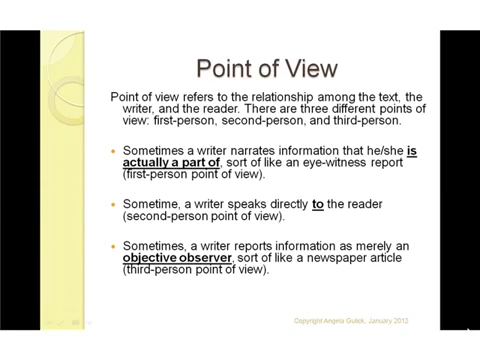 Point of View
Point of view refers to the relationship among the text, the
writer, and the reader. There are three different points of
view: first-person, second-person, and third-person.
• Sometimes a writer narrates information that he/she is
actually a part of, sort of like an eye-witness report
(first-person point of view).
• Sometime, a writer speaks directly to the reader
(second-person point of view).
• Sometimes, a writer reports information as merely an
objective observer, sort of like a newspaper article
(third-person point of view).
Copyright Angela Gulick, January 2012